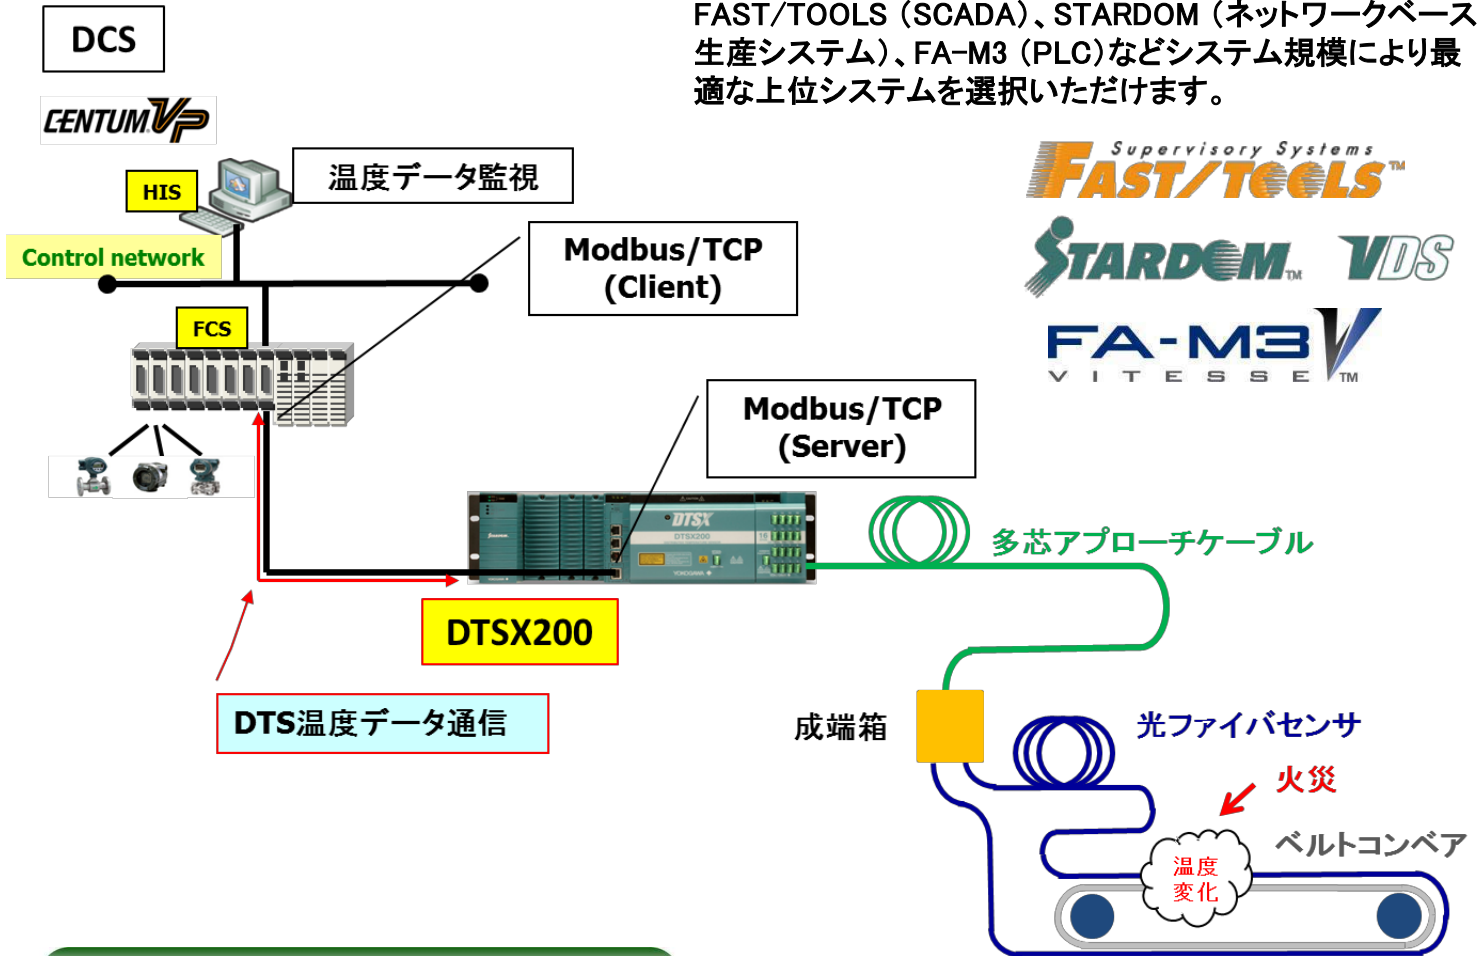 FAST/TOOLS (SCADA)、STARDOM (ネットワークベース
生産システム)、FA-M3 (PLC)などシステム規模により最
適な上位システムを選択いただけます。
DCS
CENTUM VP
HIS
温度データ監視
Control network
Modbus/TCP
(Client)
FCS
Supervisory Systems
FAST/TOOLS™
STARDOM™
VDS
FA-M3 V
VITESSE™
Modbus/TCP
(Server)
DTSX
DTSX200
16
YOKOGAWA
多芯アプローチケーブル
DTSX200
DTS温度データ通信
成端箱
光ファイバセンサ
火災
ベルトコンベア
温度
変化